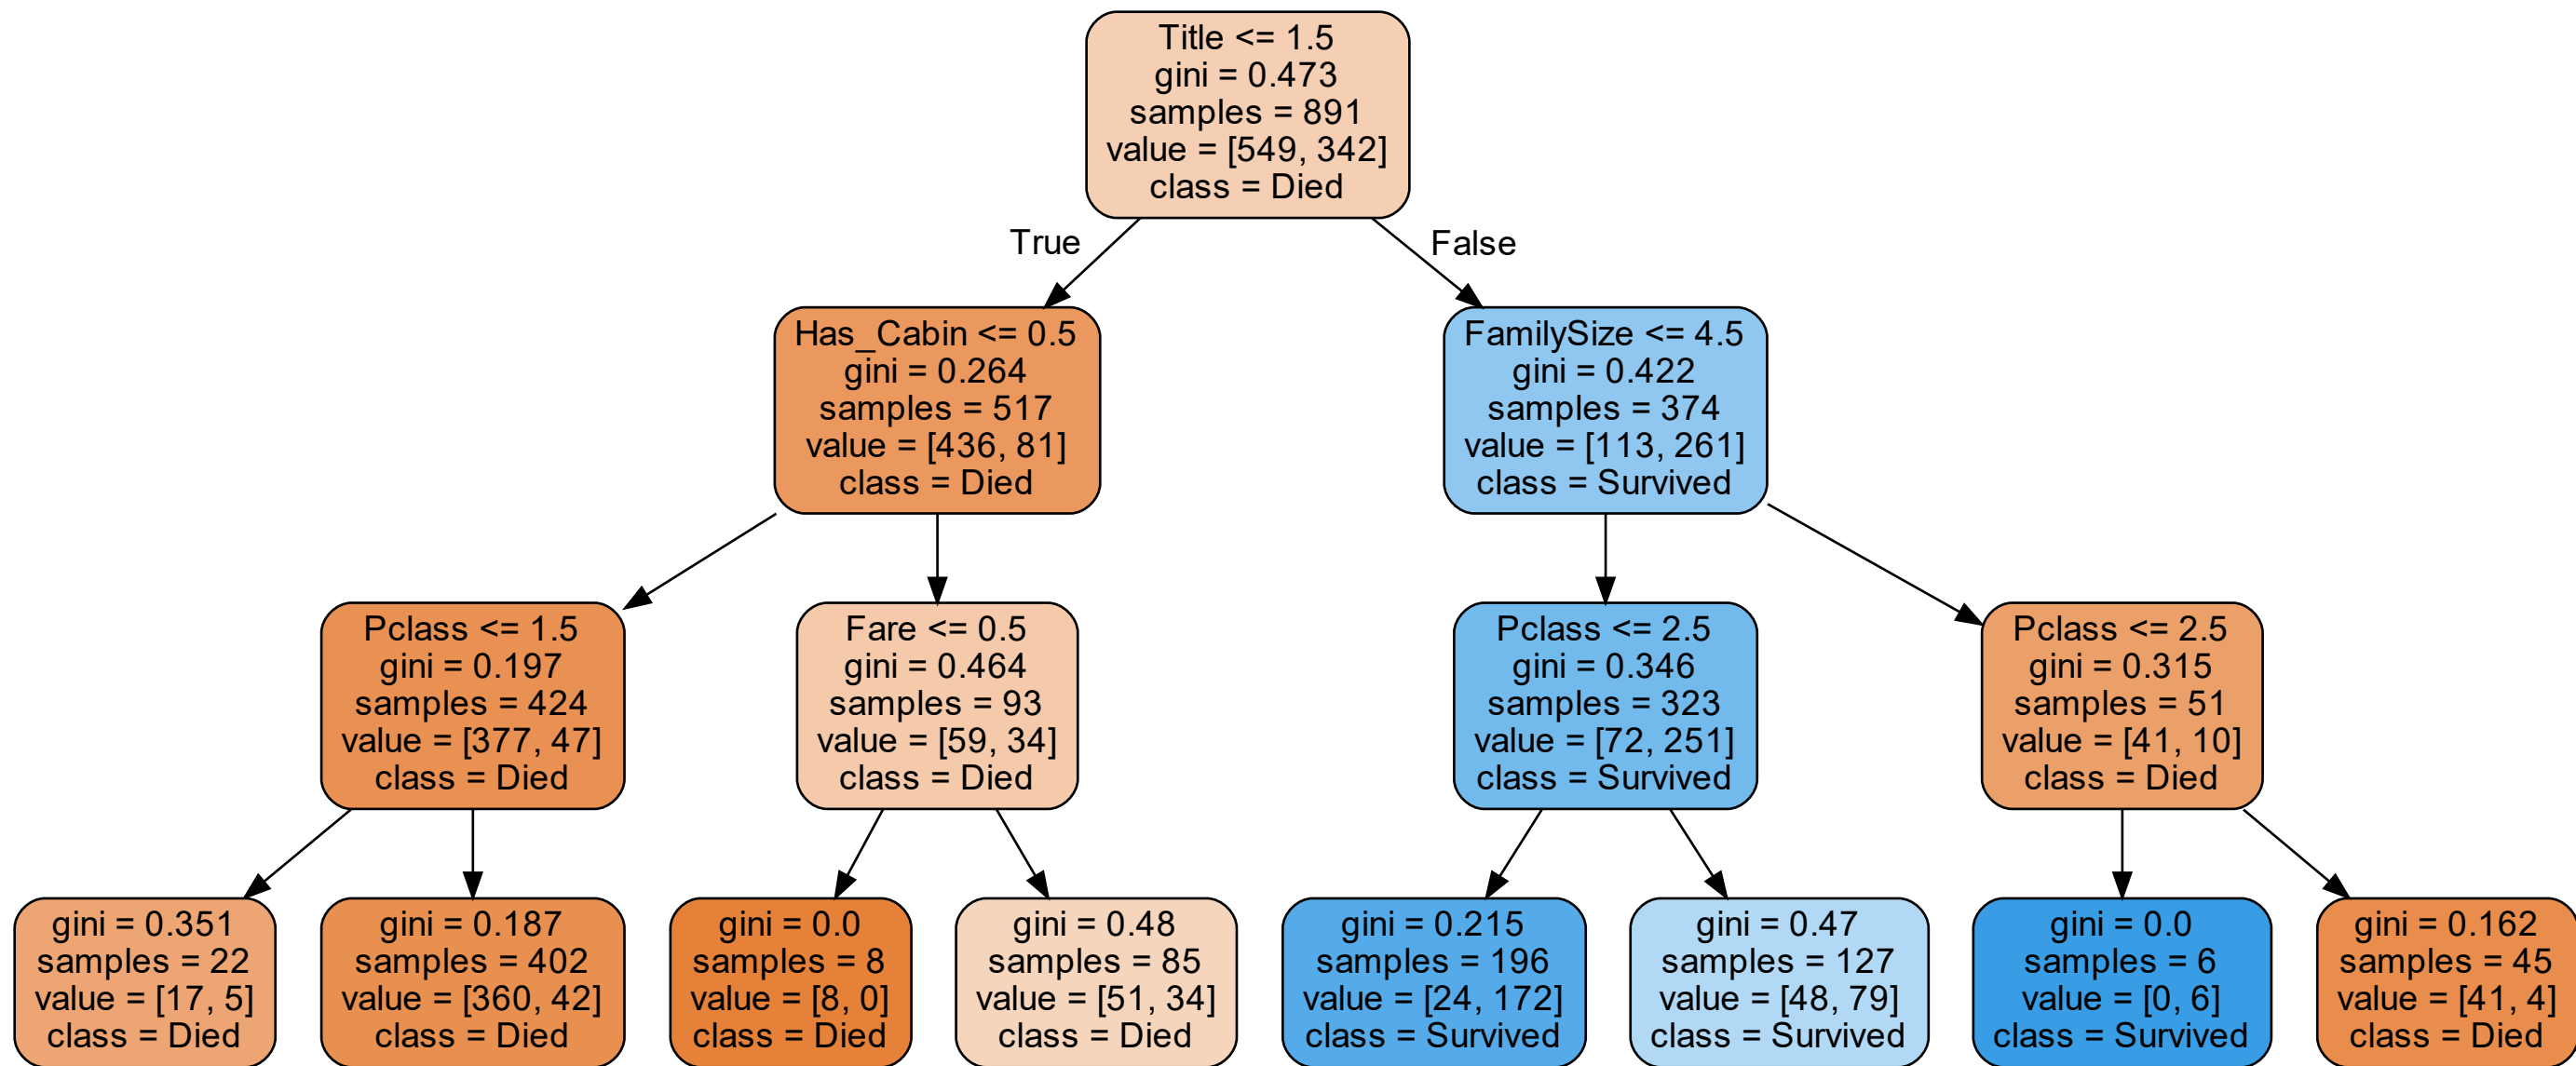 Title <= 1.5
gini = 0.473
samples = 891
value = [549, 342]
class = Died
True
False
Has_Cabin <= 0.5
gini = 0.264
samples = 517
value = [436, 81]
class = Died
FamilySize <= 4.5
gini = 0.422
samples = 374
value = [113, 261]
class = Survived
Pclass <= 1.5
gini = 0.197
samples = 424
value = [377, 47]
class = Died
Fare <= 0.5
gini = 0.464
samples = 93
value = [59, 34]
class = Died
Pclass <= 2.5
gini = 0.346
samples = 323
value = [72, 251]
class = Survived
Pclass <= 2.5
gini = 0.315
samples = 51
value = [41, 10]
class = Died
gini = 0.351
samples = 22
value = [17, 5]
class = Died
gini = 0.187
samples = 402
value = [360, 42]
class = Died
gini = 0.0
samples = 8
value = [8, 0]
class = Died
gini = 0.48
samples = 85
value = [51, 34]
class = Died
gini = 0.215
samples = 196
value = [24, 172]
class = Survived
gini = 0.47
samples = 127
value = [48, 79]
class = Survived
gini = 0.0
samples = 6
value = [0, 6]
class = Survived
gini = 0.162
samples = 45
value = [41, 4]
class = Died